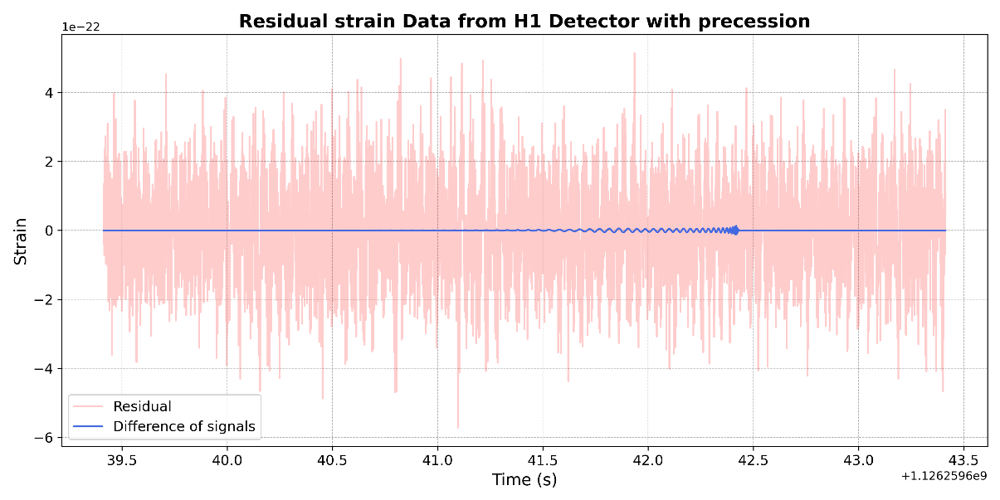 Residual strain Data from H1 Detector with precession
1e−22
4
2
0
−2
−4
−6
Strain
Residual
Difference of signals
39.5 40.0 40.5 41.0 41.5 42.0 42.5 43.0 43.5
+1.1262596e9
Time (s)